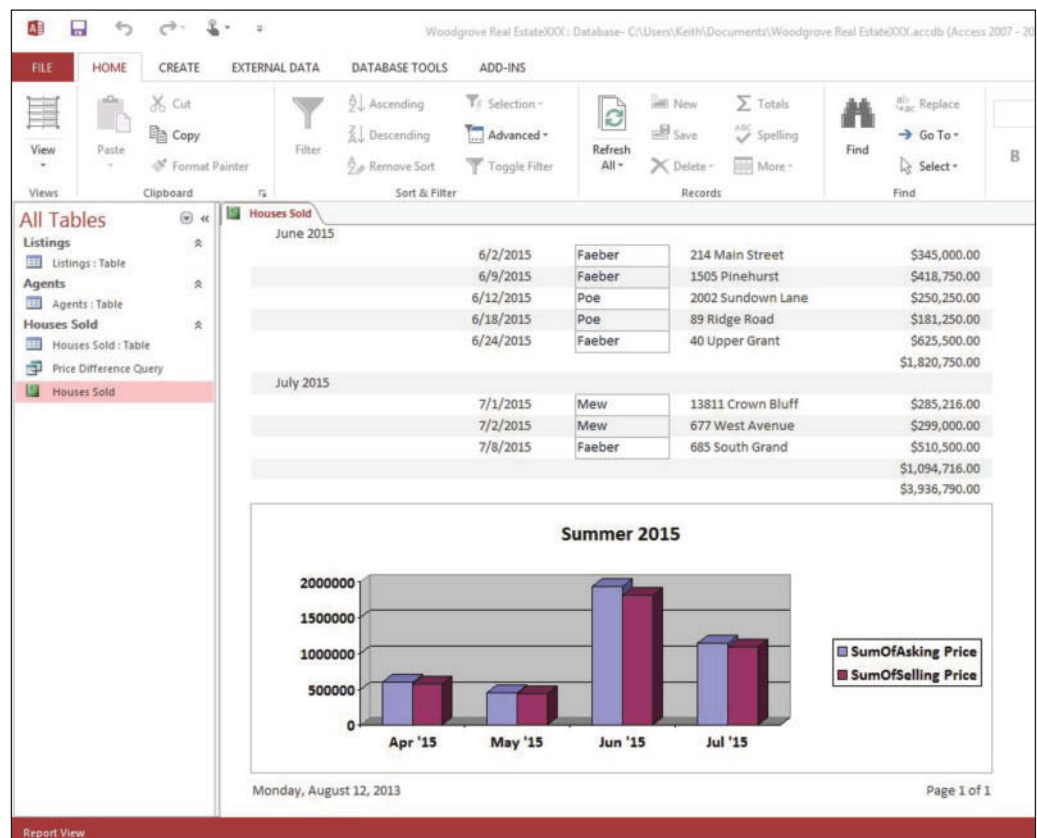 Woodgrove Real EstateXXX : Database- C:\Users\Keith\Documents\Woodgrove Real EstateXXX.accdb (Access 2007 - 20
FILE HOME CREATE EXTERNAL DATA DATABASE TOOLS ADD-INS
View
Views
Paste
Cut
Copy
Format Painter
Clipboard
Filter
Ascending
Descending
Remove Sort
Selection
Advanced
Toggle Filter
Sort & Filter
Refresh
All
New
Save
Delete
Totals
Spelling
More
Records
Find
Replace
Go To
Select
Find
B
All Tables
Listings
Listings : Table
Agents
Agents : Table
Houses Sold
Houses Sold : Table
Price Difference Query
Houses Sold
Houses Sold
June 2015
6/2/2015 Faeber 214 Main Street $345,000.00
6/9/2015 Faeber 1505 Pinehurst $418,750.00
6/12/2015 Poe 2002 Sundown Lane $250,250.00
6/18/2015 Poe 89 Ridge Road $181,250.00
6/24/2015 Faeber 40 Upper Grant $625,500.00
$1,820,750.00
July 2015
7/1/2015 Mew 13811 Crown Bluff $285,216.00
7/2/2015 Mew 677 West Avenue $299,000.00
7/8/2015 Faeber 685 South Grand $510,500.00
$1,094,716.00
$3,936,790.00
Summer 2015
2000000
1500000
1000000
500000
0
Apr '15 May '15 Jun '15 Jul '15
SumOfAsking Price
SumOfSelling Price
Monday, August 12, 2013 Page 1 of 1
Report View